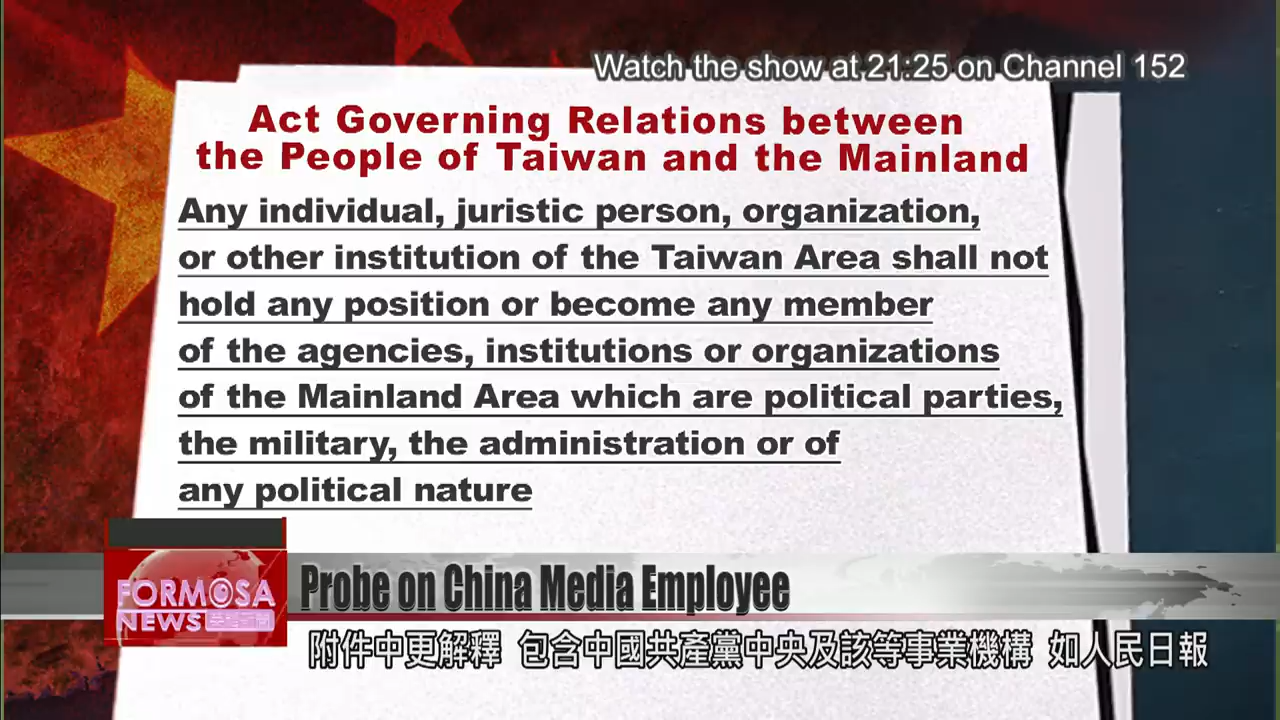 Watch the show at 21:25 on Channel 152
Act Governing Relations between
the People of Taiwan and the Mainland
Any individual, juristic person, organization,
or other institution of the Taiwan Area shall not
hold any position or become any member
of the agencies, institutions or organizations
of the Mainland Area which are political parties,
the military, the administration or of
any political nature
Probe on China Media Employee
FORMOSA
NEWS
附件中更解釋 包含中國共產黨中央及該等事業機構 如人民日報